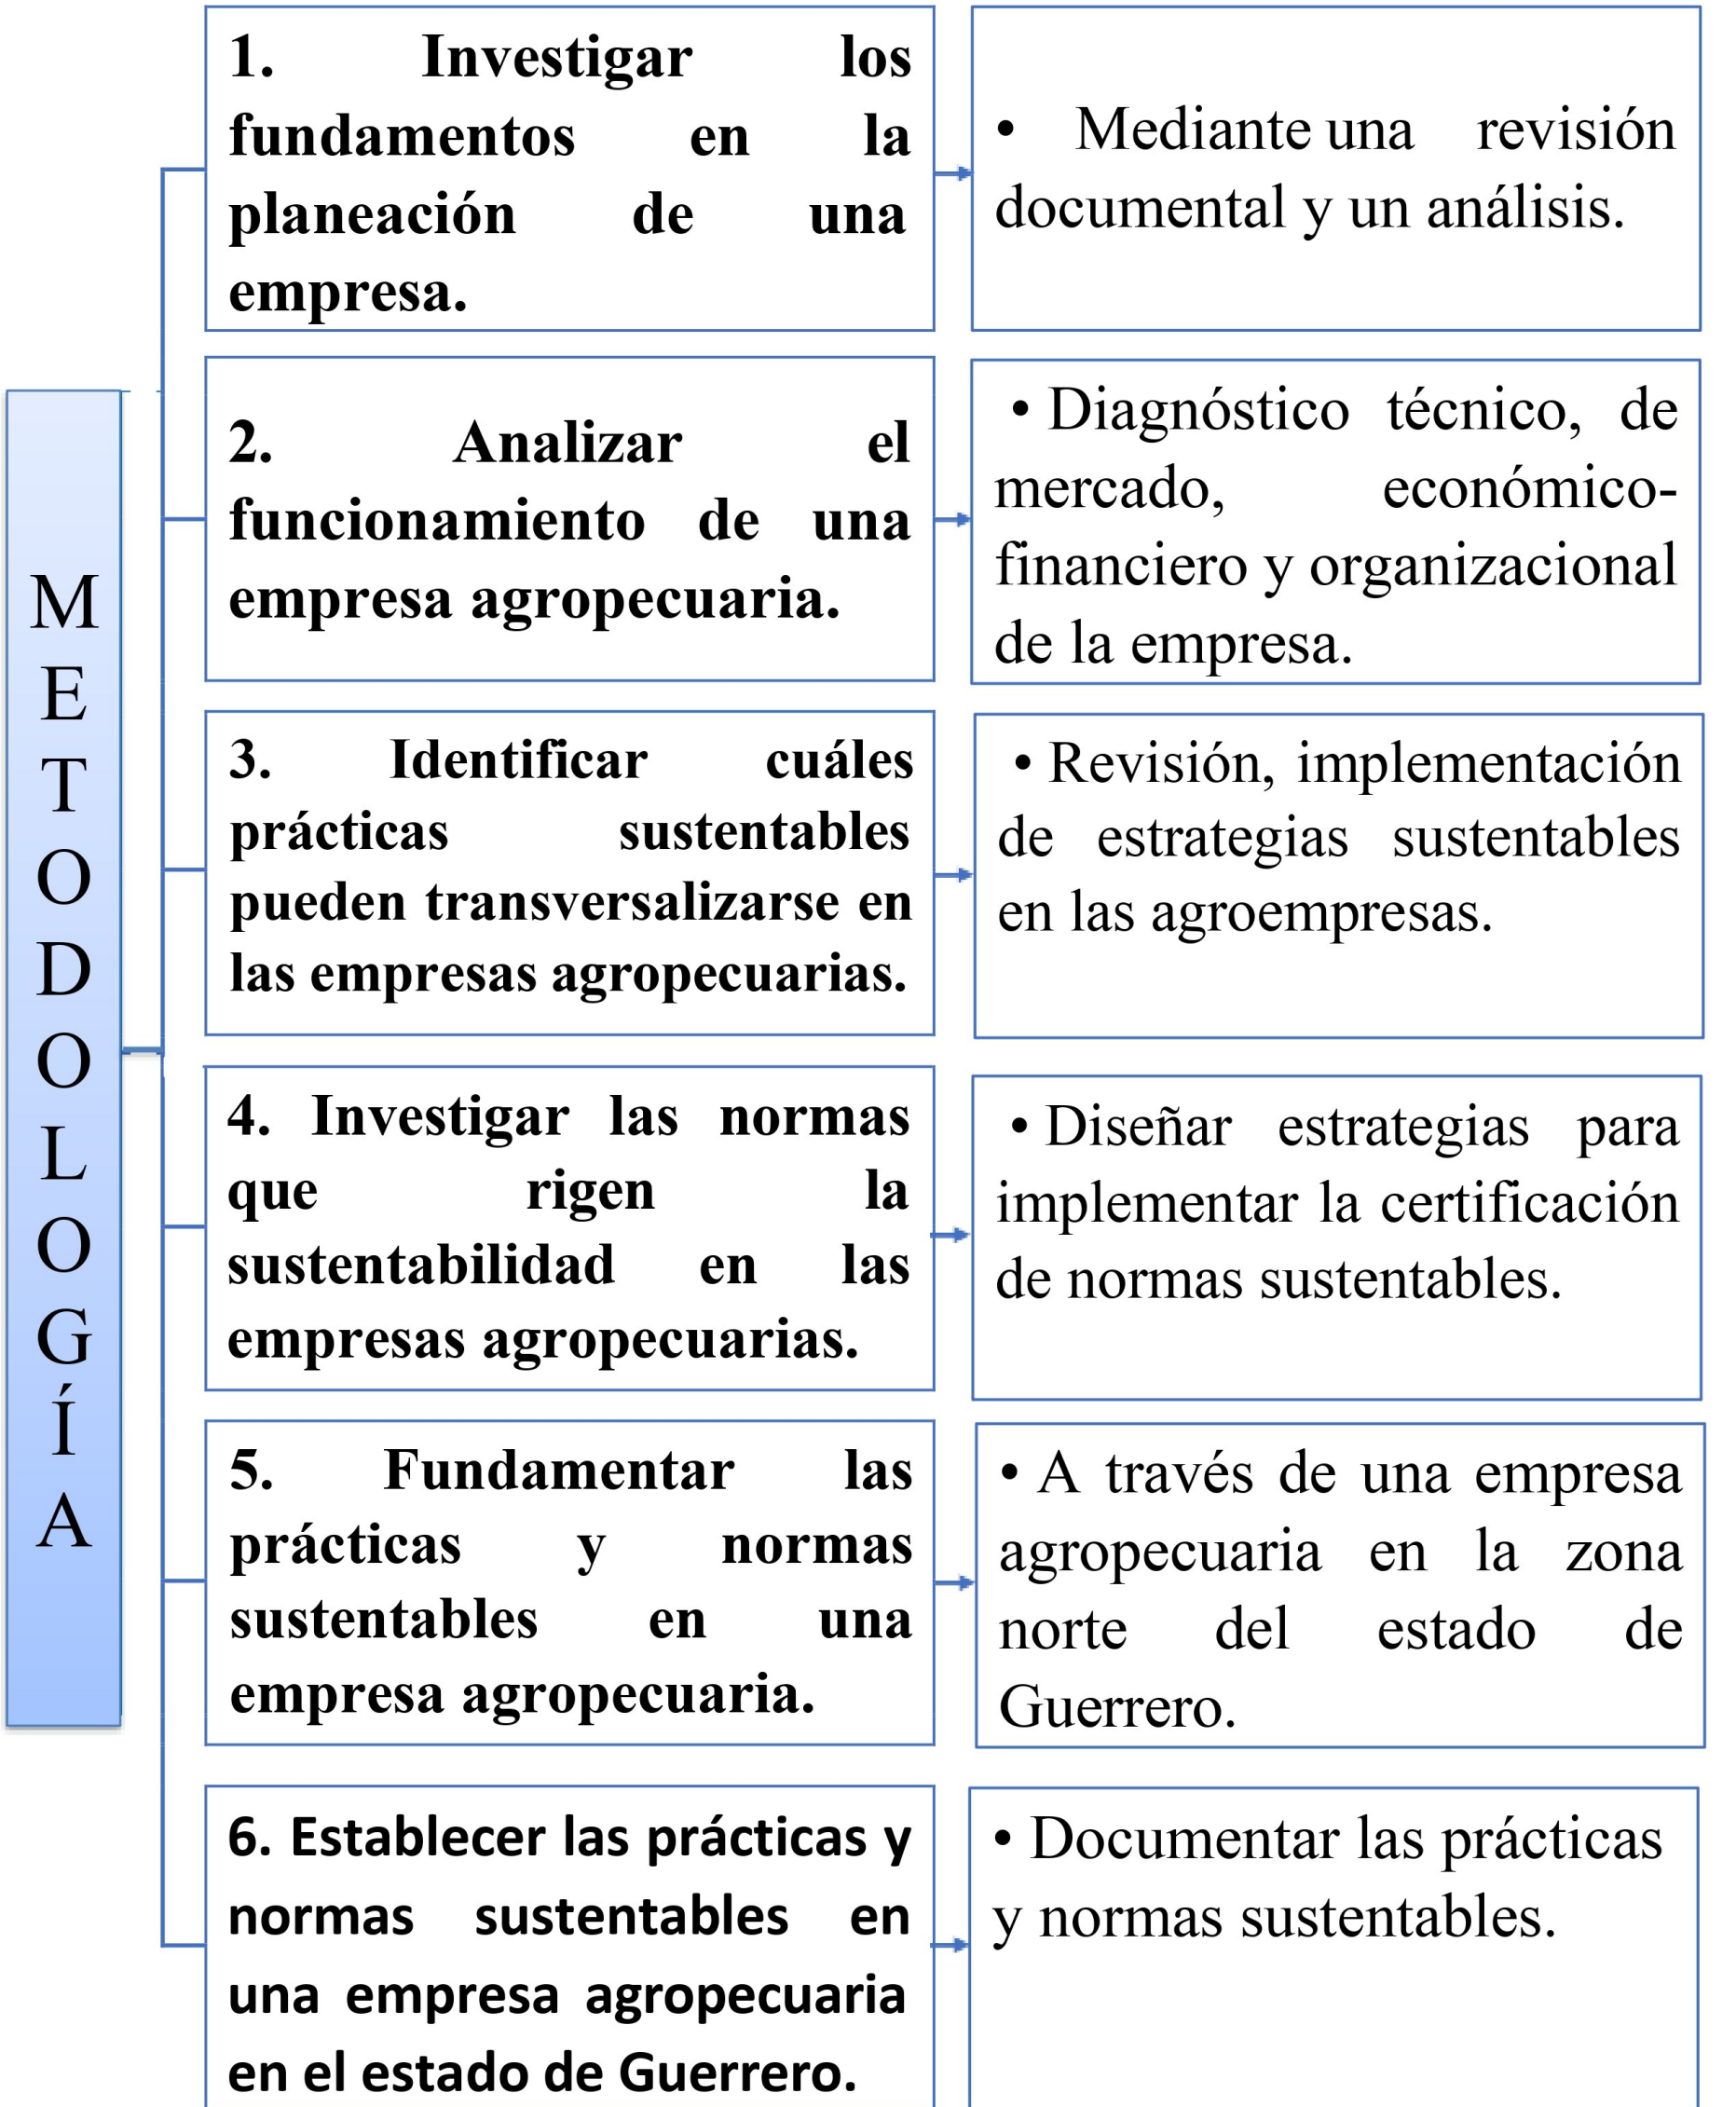 METODOLOGÍA
1. Investigar los
fundamentos en la
planeación de una
empresa.
• Mediante una revisión
documental y un análisis.
2. Analizar el
funcionamiento de una
empresa agropecuaria.
• Diagnóstico técnico, de
mercado, económico-
financiero y organizacional
de la empresa.
3. Identificar cuáles
prácticas sustentables
pueden transversalizarse en
las empresas agropecuarias.
• Revisión, implementación
de estrategias sustentables
en las agroempresas.
4. Investigar las normas
que rigen la
sustentabilidad en las
empresas agropecuarias.
• Diseñar estrategias para
implementar la certificación
de normas sustentables.
5. Fundamentar las
prácticas y normas
sustentables en una
empresa agropecuaria.
• A través de una empresa
agropecuaria en la zona
norte del estado de
Guerrero.
6. Establecer las prácticas y
normas sustentables en
una empresa agropecuaria
en el estado de Guerrero.
• Documentar las prácticas
y normas sustentables.